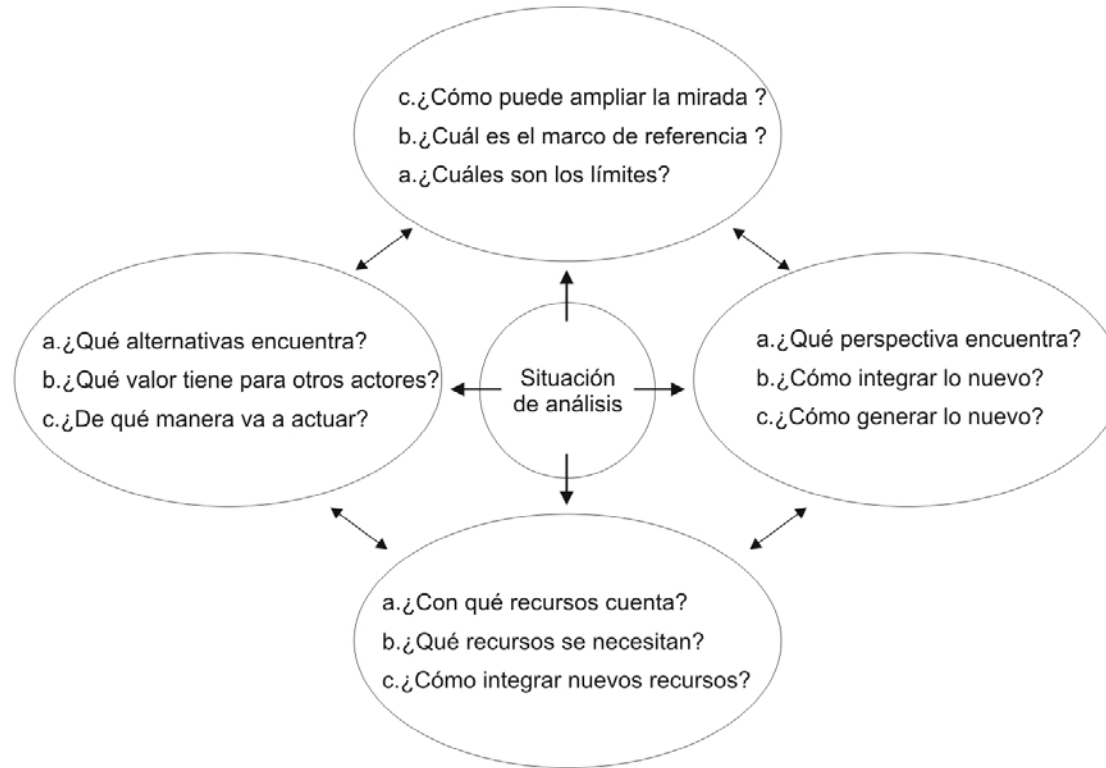 c.¿Cómo puede ampliar la mirada ?
b.¿Cuál es el marco de referencia ?
a.¿Cuáles son los límites?
a.¿Qué alternativas encuentra?
b.¿Qué valor tiene para otros actores?
c.¿De qué manera va a actuar?
Situación
de análisis
a.¿Qué perspectiva encuentra?
b.¿Cómo integrar lo nuevo?
c.¿Cómo generar lo nuevo?
a.¿Con qué recursos cuenta?
b.¿Qué recursos se necesitan?
c.¿Cómo integrar nuevos recursos?